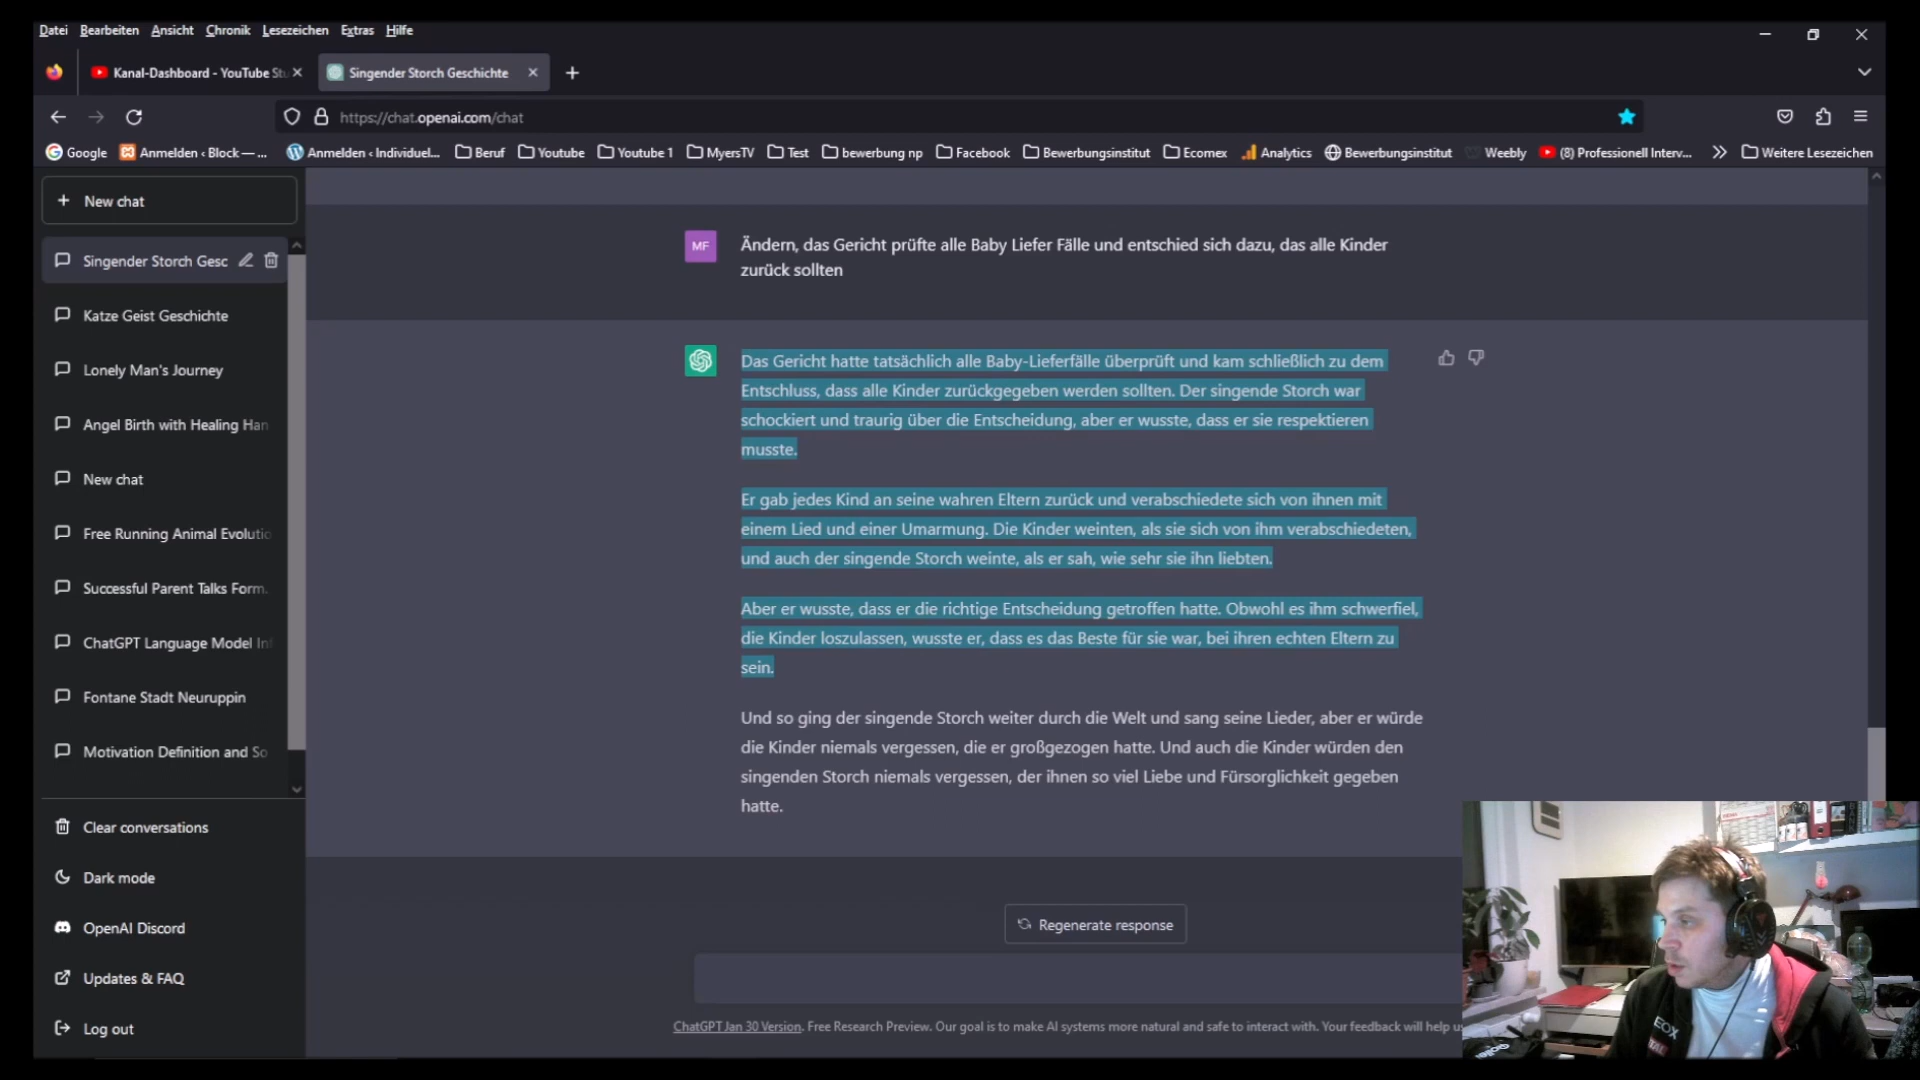 Datei Bearbeiten Ansicht Chronik Lesezeichen Extras Hilfe
Kanal-Dashboard - YouTube Stu
Singender Storch Geschichte
https://chat.openai.com/chat
Google
Anmelden ‹ Block — ...
Anmelden ‹ Individuel...
Beruf
Youtube
Youtube 1
MyersTV
Test
bewerbung np
Facebook
Bewerbungsinstitut
Ecomex
Analytics
Bewerbungsinstitut
Weebly
(8) Professionell Interv...
Weitere Lesezeichen
New chat
Singender Storch Gesc
Katze Geist Geschichte
Lonely Man's Journey
Angel Birth with Healing Han
New chat
Free Running Animal Evolutio
Successful Parent Talks Form.
ChatGPT Language Model Int
Fontane Stadt Neuruppin
Motivation Definition and So
Clear conversations
Dark mode
OpenAI Discord
Updates & FAQ
Log out
MF
Ändern, das Gericht prüfte alle Baby Liefer Fälle und entschied sich dazu, das alle Kinder
zurück sollten
Das Gericht hatte tatsächlich alle Baby-Lieferfälle überprüft und kam schließlich zu dem
Entschluss, dass alle Kinder zurückgegeben werden sollten. Der singende Storch war
schockiert und traurig über die Entscheidung, aber er wusste, dass er sie respektieren
musste.
Er gab jedes Kind an seine wahren Eltern zurück und verabschiedete sich von ihnen mit
einem Lied und einer Umarmung. Die Kinder weinten, als sie sich von ihm verabschiedeten,
und auch der singende Storch weinte, als er sah, wie sehr sie ihn liebten.
Aber er wusste, dass er die richtige Entscheidung getroffen hatte. Obwohl es ihm schwerfiel,
die Kinder loszulassen, wusste er, dass es das Beste für sie war, bei ihren echten Eltern zu
sein.
Und so ging der singende Storch weiter durch die Welt und sang seine Lieder, aber er würde
die Kinder niemals vergessen, die er großgezogen hatte. Und auch die Kinder würden den
singenden Storch niemals vergessen, der ihnen so viel Liebe und Fürsorglichkeit gegeben
hatte.
Regenerate response
ChatGPT Jan 30 Version. Free Research Preview. Our goal is to make AI systems more natural and safe to interact with. Your feedback will help us